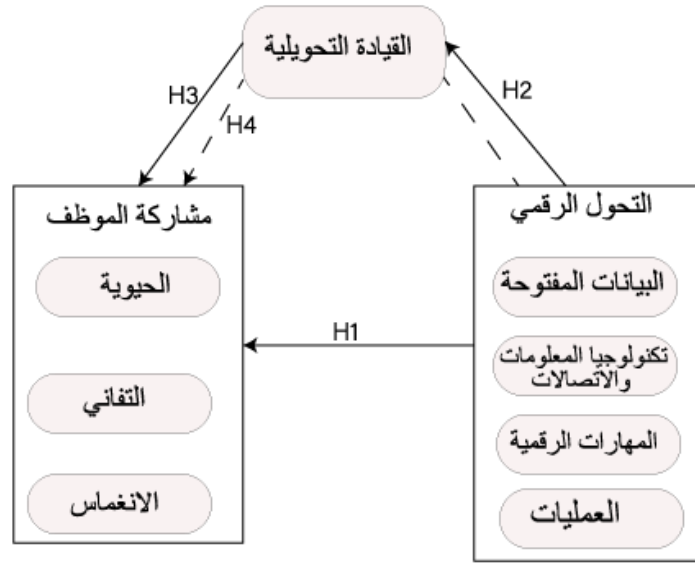 القيادة التحويلية
H3
H2
H4
التحول الرقمي
مشاركة الموظف
البيانات المفتوحة
الحيوية
H1
تكنولوجيا المعلومات
والاتصالات
التفاني
المهارات الرقمية
الانغماس
العمليات